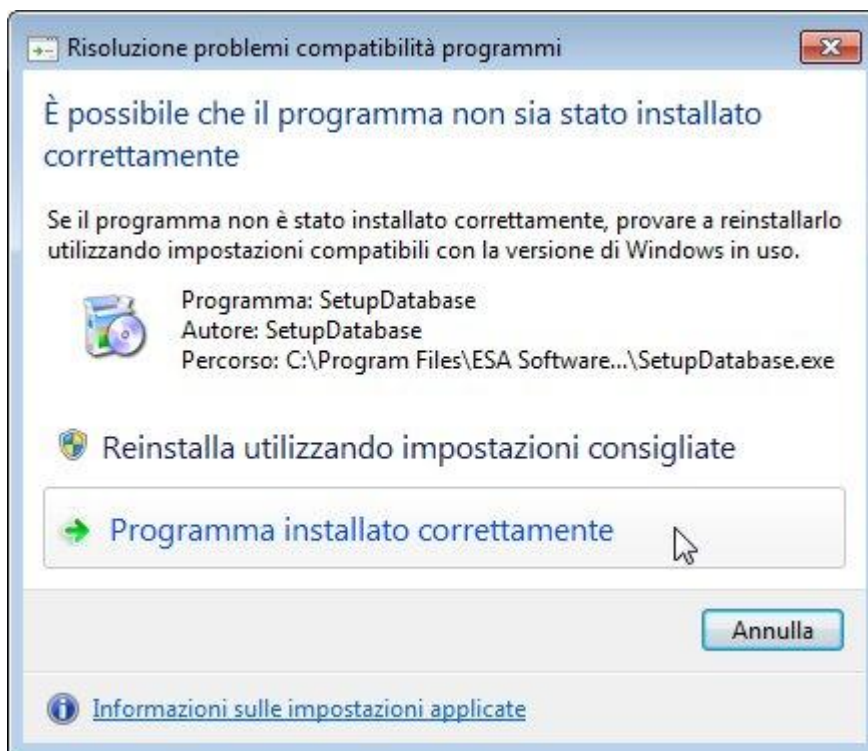 Risoluzione problemi compatibilità programmi
È possibile che il programma non sia stato installato
correttamente
Se il programma non è stato installato correttamente, provare a reinstallarlo
utilizzando impostazioni compatibili con la versione di Windows in uso.
Programma: SetupDatabase
Autore: SetupDatabase
Percorso: C:\Program Files\ESA Software...\SetupDatabase.exe
Reinstalla utilizzando impostazioni consigliate
Programma installato correttamente
Annulla
Informazioni sulle impostazioni applicate